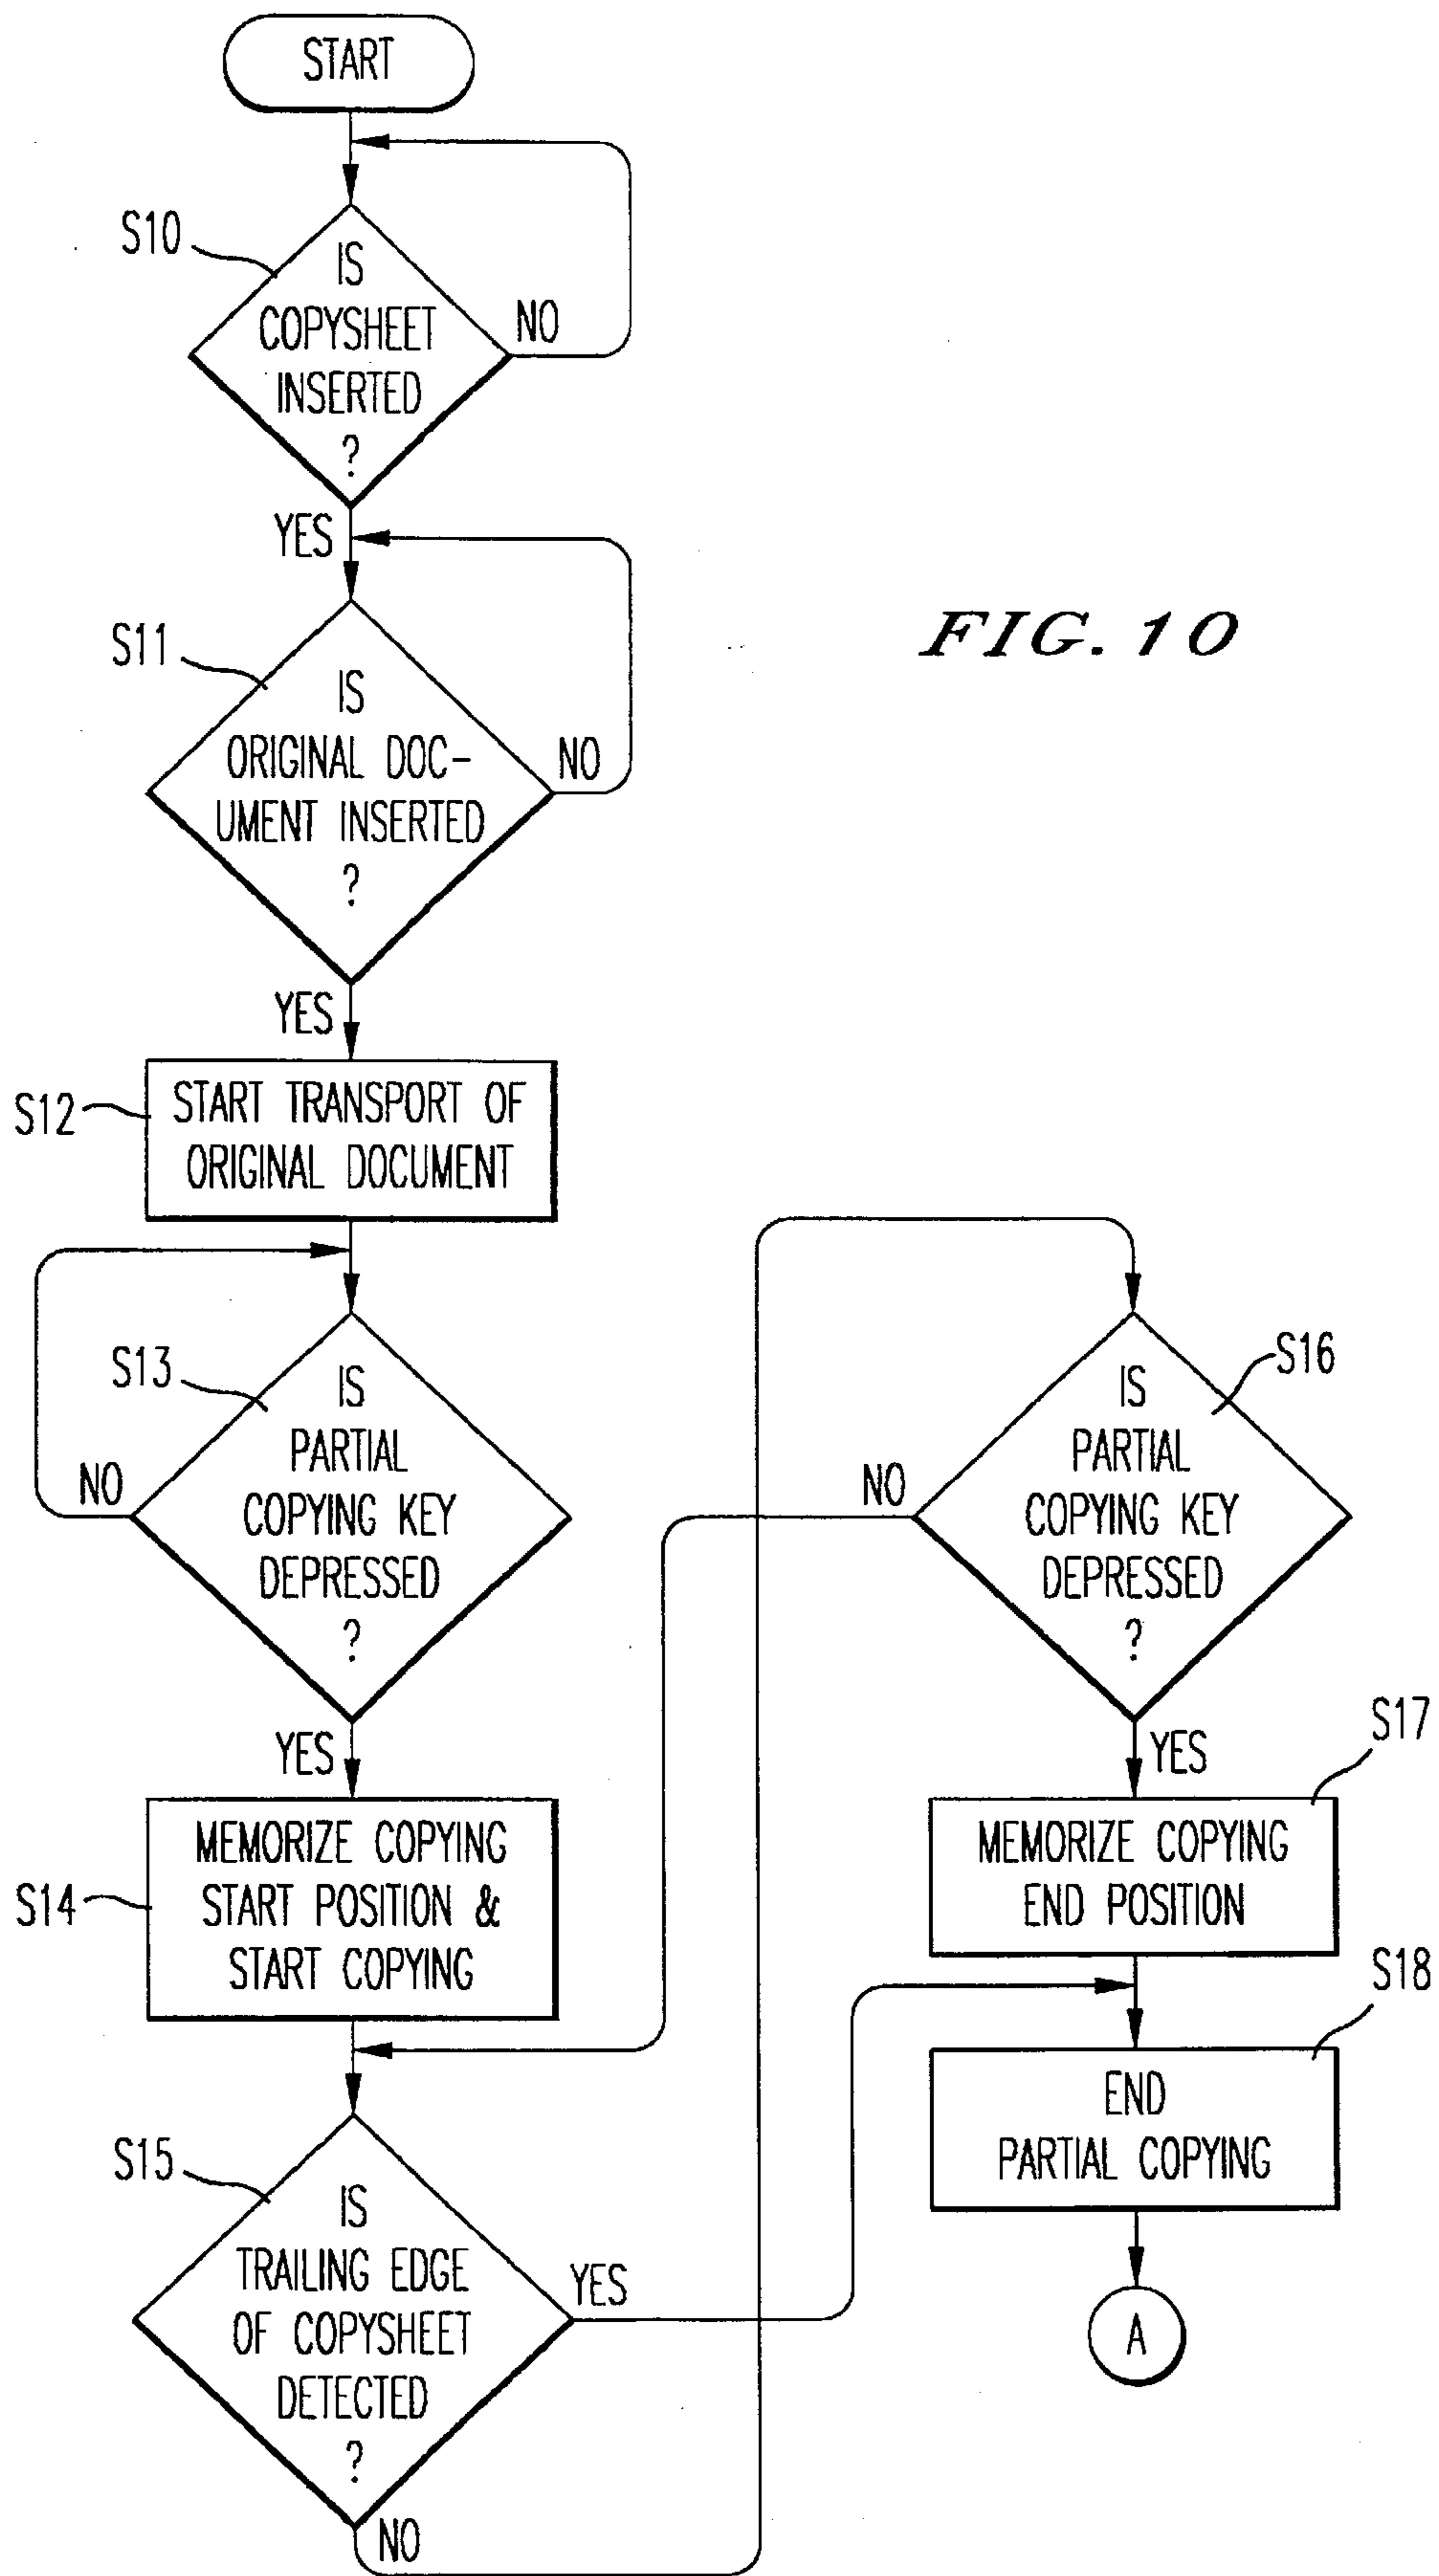 START
S10
IS
COPYSHEET
INSERTED
?
NO
YES
S11
IS
ORIGINAL DOC-
UMENT INSERTED
?
NO
YES
FIG. 10
S12
START TRANSPORT OF
ORIGINAL DOCUMENT
S13
IS
PARTIAL
COPYING KEY
DEPRESSED
?
NO
YES
S14
MEMORIZE COPYING
START POSITION &
START COPYING
S15
IS
TRAILING EDGE
OF COPYSHEET
DETECTED
?
YES
NO
S16
IS
PARTIAL
COPYING KEY
DEPRESSED
?
NO
YES
S17
MEMORIZE COPYING
END POSITION
S18
END
PARTIAL COPYING
A